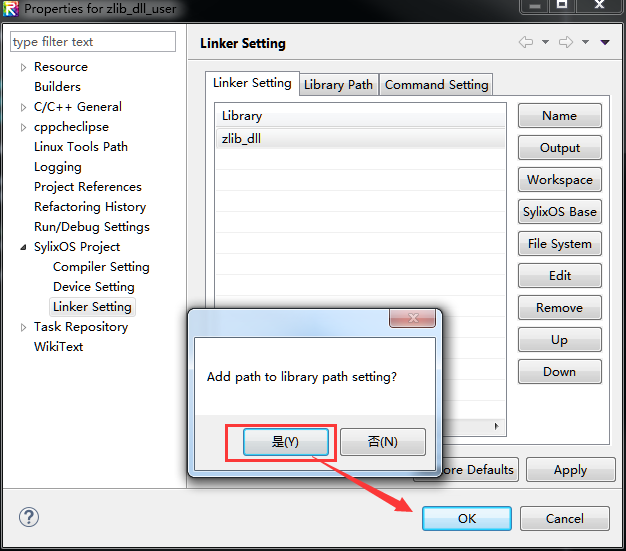 Properties for zlib_dll_user
type filter text
Resource
Builders
C/C++ General
cppcheclipse
Linux Tools Path
Logging
Project References
Refactoring History
Run/Debug Settings
SylixOS Project
Compiler Setting
Device Setting
Linker Setting
Task Repository
WikiText
Linker Setting
Linker Setting Library Path Command Setting
Library
zlib_dll
Name
Output
Workspace
SylixOS Base
File System
Edit
Remove
Up
Down
Add path to library path setting?
是(Y) 否(N)
ore Defaults Apply
OK Cancel